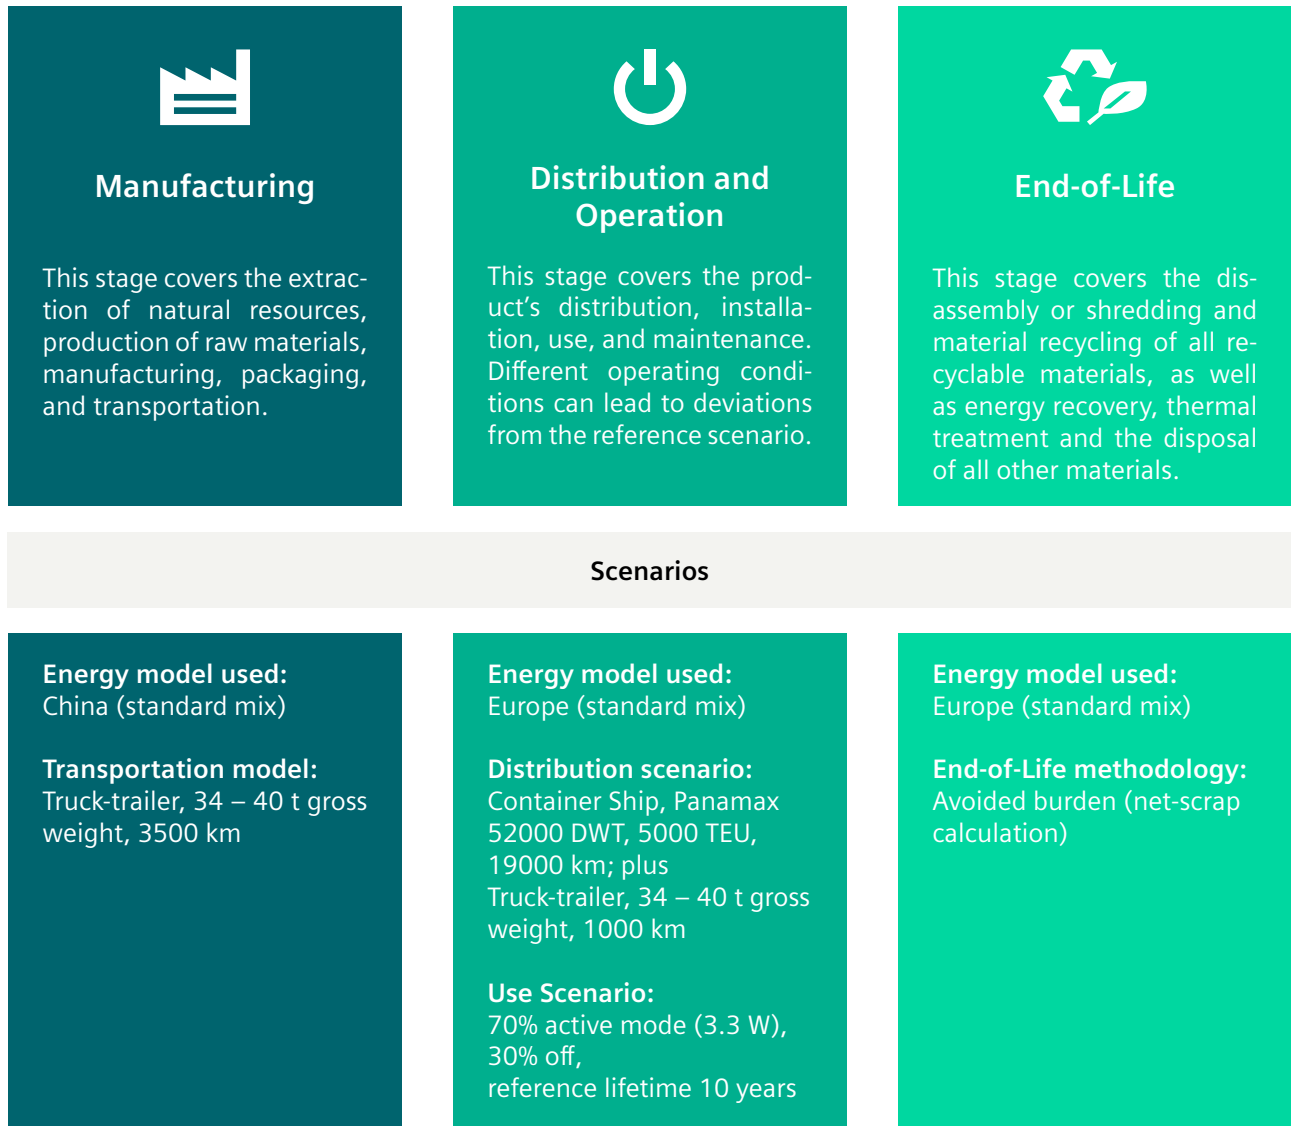 Manufacturing
This stage covers the extrac-
tion of natural resources,
production of raw materials,
manufacturing, packaging,
and transportation.
Distribution and
Operation
This stage covers the prod-
uct's distribution, installa-
tion, use, and maintenance.
Different operating condi-
tions can lead to deviations
from the reference scenario.
End-of-Life
This stage covers the dis-
assembly or shredding and
material recycling of all re-
cyclable materials, as well
as energy recovery, thermal
treatment and the disposal
of all other materials.
Scenarios
Energy model used:
China (standard mix)
Transportation model:
Truck-trailer, 34 – 40 t gross
weight, 3500 km
Energy model used:
Europe (standard mix)
Distribution scenario:
Container Ship, Panamax
52000 DWT, 5000 TEU,
19000 km; plus
Truck-trailer, 34 – 40 t gross
weight, 1000 km
Use Scenario:
70% active mode (3.3 W),
30% off,
reference lifetime 10 years
Energy model used:
Europe (standard mix)
End-of-Life methodology:
Avoided burden (net-scrap
calculation)